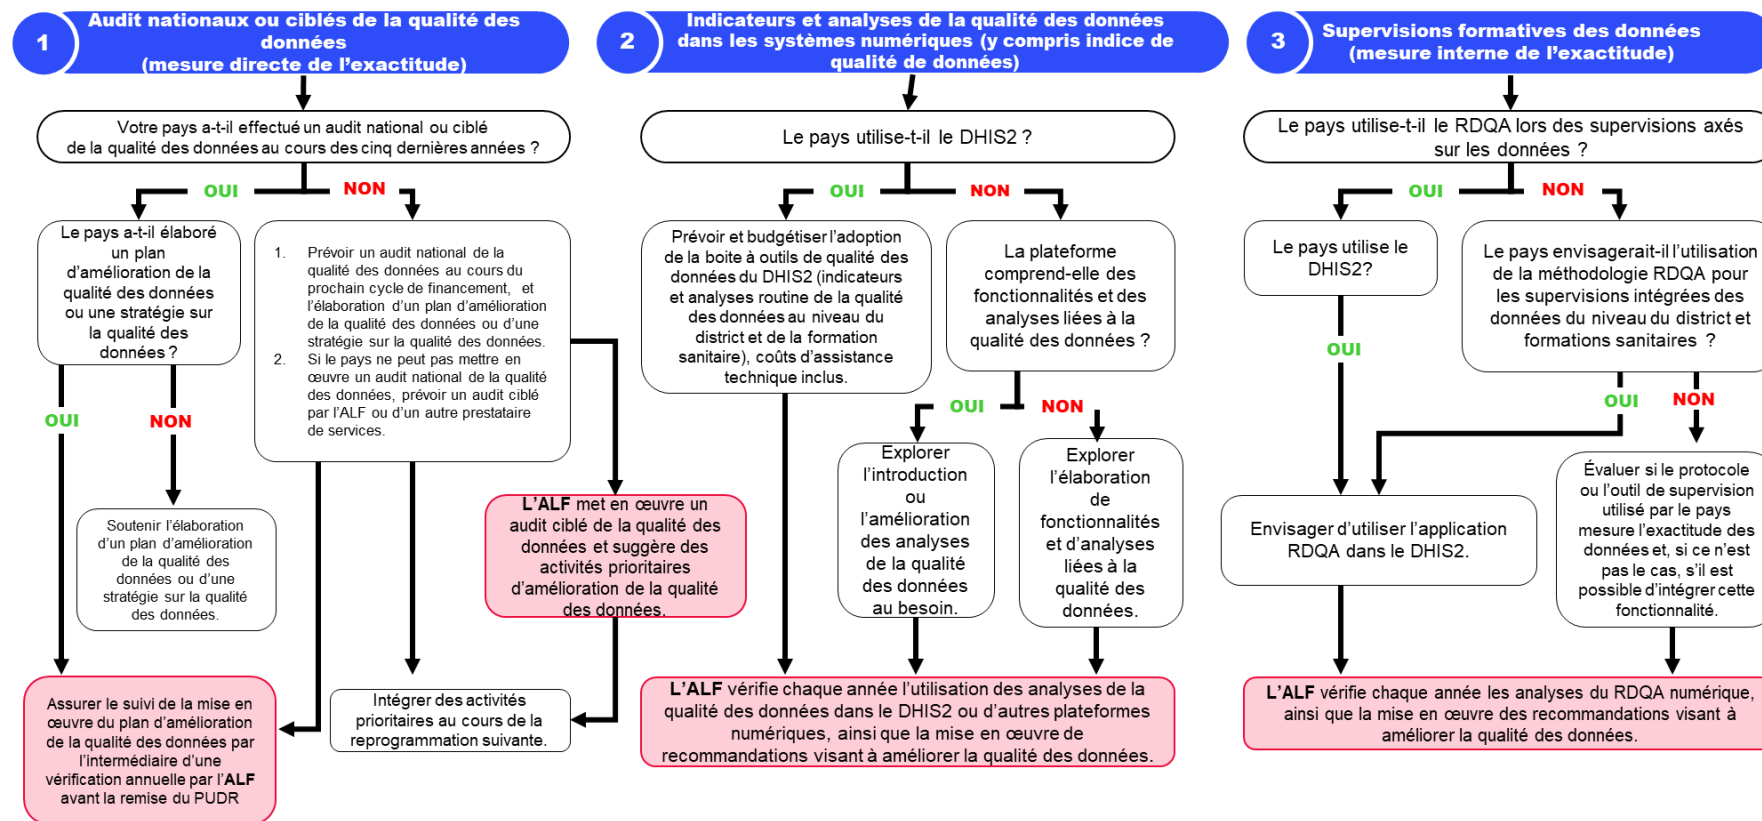 1
Audit nationaux ou ciblés de la qualité des
données
(mesure directe de l’exactitude)
Votre pays a-t-il effectué un audit national ou ciblé
de la qualité des données au cours des cinq dernières années ?
OUI
NON
Le pays a-t-il élaboré
un plan
d’amélioration de la
qualité des données
ou une stratégie sur
la qualité des
données ?
1. Prévoir un audit national de la
qualité des données au cours du
prochain cycle de financement, et
l’élaboration d’un plan d’amélioration
de la qualité des données ou d’une
stratégie sur la qualité des données.
2. Si le pays ne peut pas mettre en
œuvre un audit national de la qualité
des données, prévoir un audit ciblé
par l’ALF ou d’un autre prestataire
de services.
OUI
NON
Soutenir l’élaboration
d’un plan d’amélioration
de la qualité des
données ou d’une
stratégie sur la qualité
des données.
L’ALF met en œuvre un
audit ciblé de la qualité des
données et suggère des
activités prioritaires
d’amélioration de la qualité
des données.
Assurer le suivi de la mise en
œuvre du plan d’amélioration
de la qualité des données par
l’intermédiaire d’une
vérification annuelle par l’ALF
avant la remise du PUDR
Intégrer des activités
prioritaires au cours de la
reprogrammation suivante.
2
Indicateurs et analyses de la qualité des données
dans les systèmes numériques (y compris indice de
qualité de données)
Le pays utilise-t-il le DHIS2 ?
OUI
NON
Prévoir et budgétiser l’adoption
de la boite à outils de qualité des
données du DHIS2 (indicateurs
et analyses routine de la qualité
des données au niveau du
district et de la formation
sanitaire), coûts d’assistance
technique inclus.
La plateforme
comprend-elle des
fonctionnalités et des
analyses liées à la
qualité des données ?
OUI
NON
Explorer
l’introduction
ou
l’amélioration
des analyses
de la qualité
des données
au besoin.
Explorer
l’élaboration
de
fonctionnalités
et d’analyses
liées à la
qualité des
données.
L’ALF vérifie chaque année l’utilisation des analyses de la
qualité des données dans le DHIS2 ou d’autres plateformes
numériques, ainsi que la mise en œuvre de
recommandations visant à améliorer la qualité des données.
3
Supervisions formatives des données
(mesure interne de l’exactitude)
Le pays utilise-t-il le RDQA lors des supervisions axés
sur les données ?
OUI
NON
Le pays utilise le
DHIS2?
Le pays envisagerait-il l’utilisation
de la méthodologie RDQA pour
les supervisions intégrées des
données du niveau du district et
formations sanitaires ?
OUI
OUI
NON
Envisager d’utiliser l’application
RDQA dans le DHIS2.
Évaluer si le protocole
ou l’outil de supervision
utilisé par le pays
mesure l’exactitude des
données et, si ce n’est
pas le cas, s’il est
possible d’intégrer cette
fonctionnalité.
L’ALF vérifie chaque année les analyses du RDQA numérique,
ainsi que la mise en œuvre des recommandations visant à
améliorer la qualité des données.